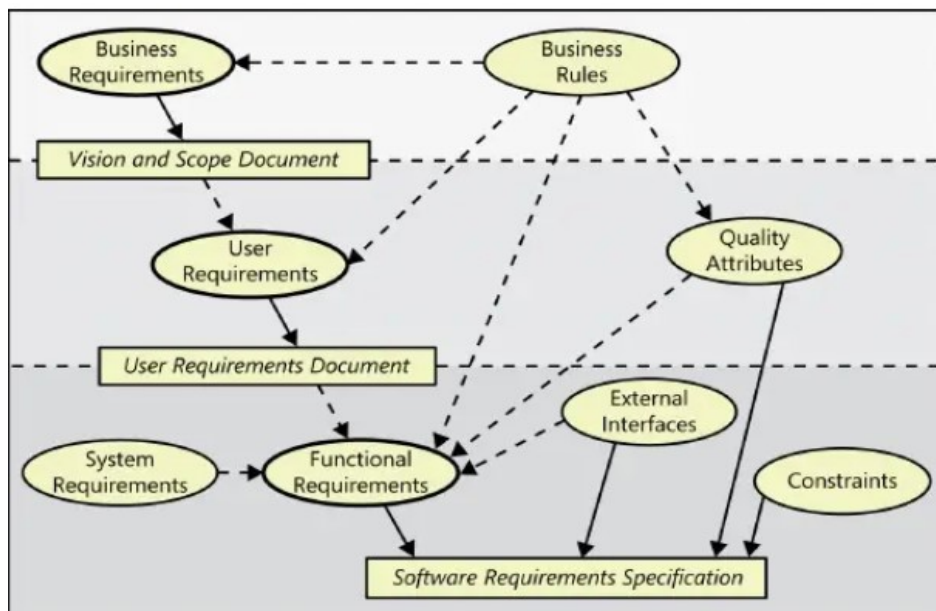 Business
Requirements
Business
Rules
Vision and Scope Document
User
Requirements
Quality
Attributes
User Requirements Document
External
Interfaces
System
Requirements
Functional
Requirements
Constraints
Software Requirements Specification